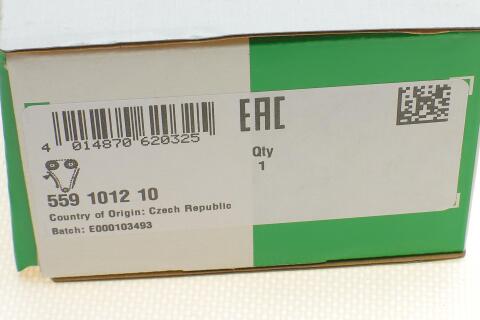 EAC
4 014870 620325
Qty
1
559 1012 10
Country of Origin: Czech Republic
Batch: E000103493